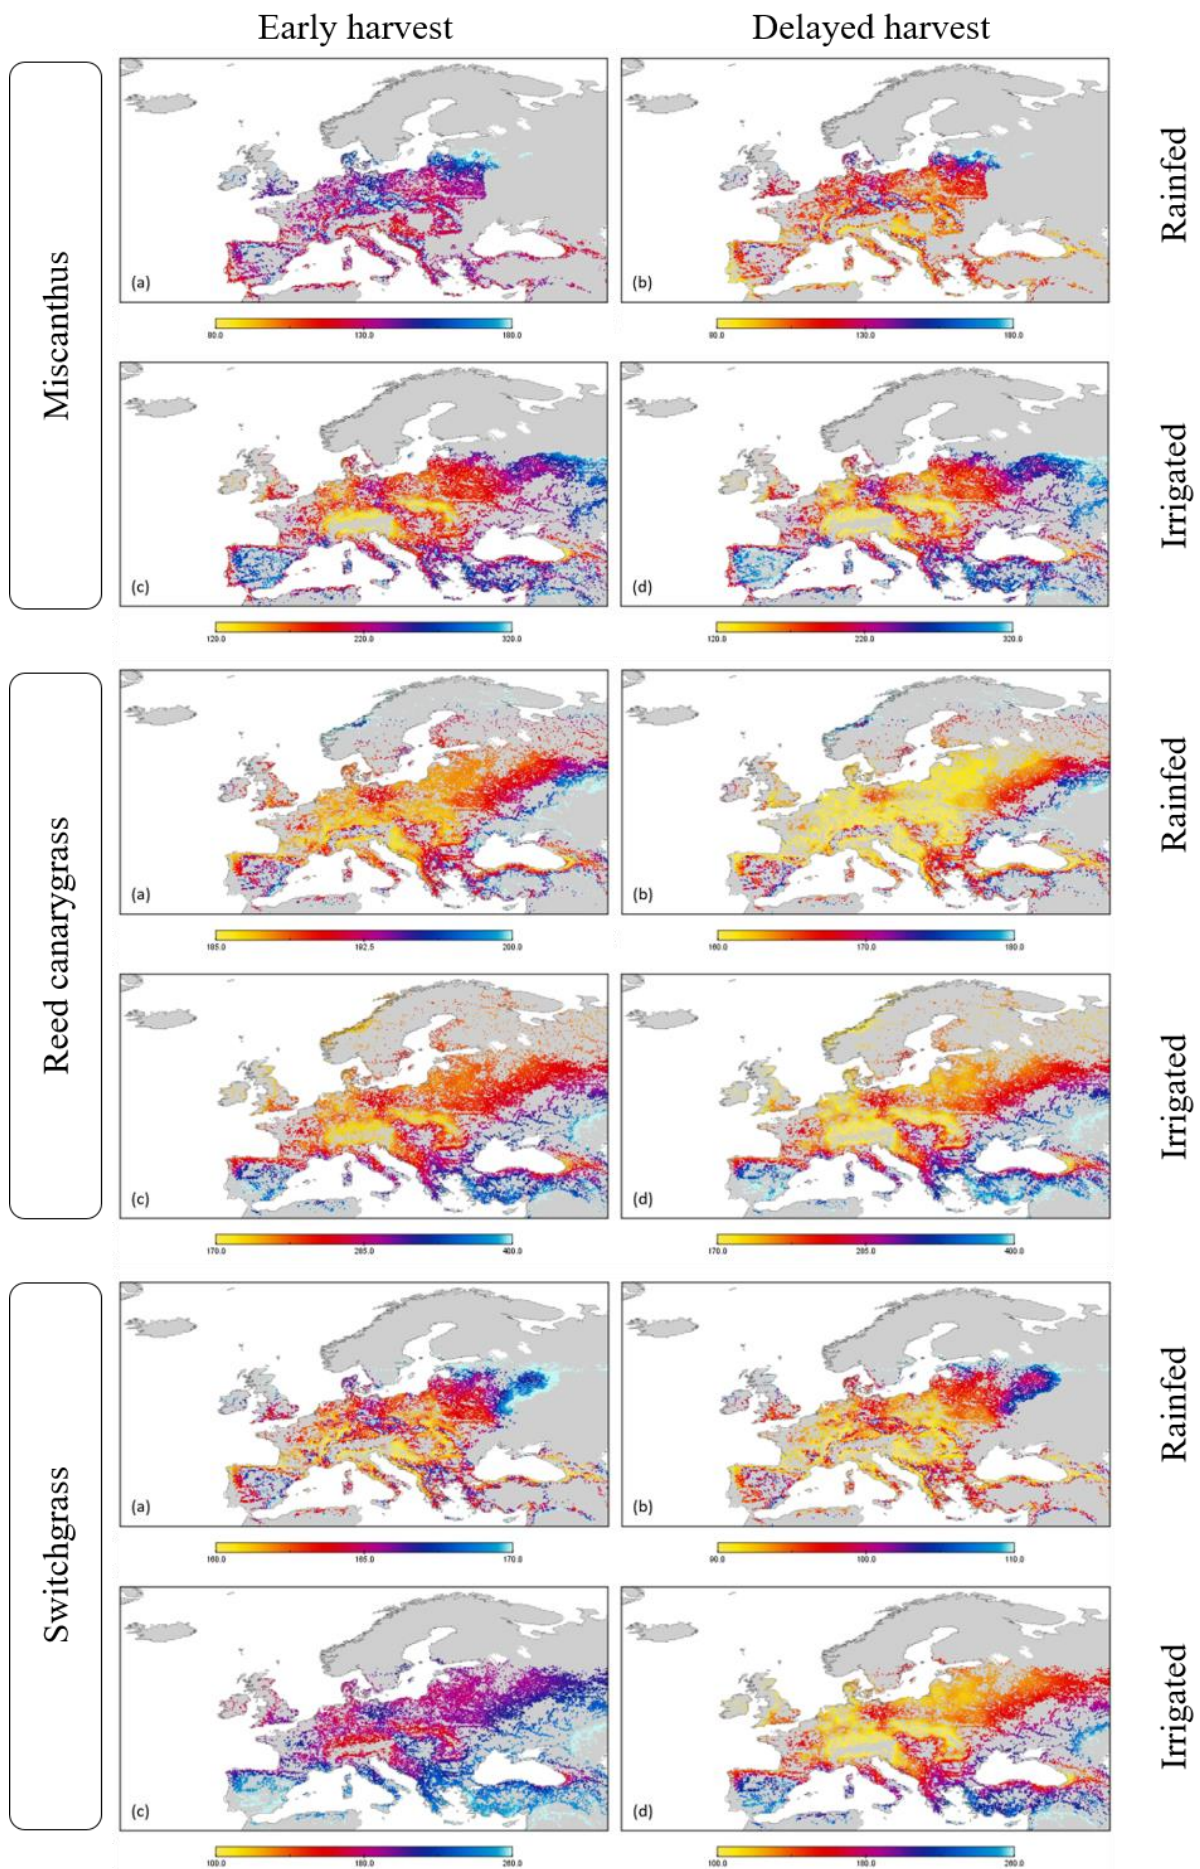 Early harvest Delayed harvest
Miscanthus
Rainfed
(a) (b)
80.0 130.0 180.0 80.0 130.0 180.0
Irrigated
(c) (d)
120.0 220.0 320.0 120.0 220.0 320.0
Reed canarygrass
Rainfed
(a) (b)
185.0 192.5 200.0 160.0 170.0 180.0
Irrigated
(c) (d)
170.0 285.0 400.0 170.0 285.0 400.0
Switchgrass
Rainfed
(a) (b)
160.0 165.0 170.0 90.0 100.0 110.0
Irrigated
(c) (d)
100.0 180.0 260.0 100.0 180.0 260.0